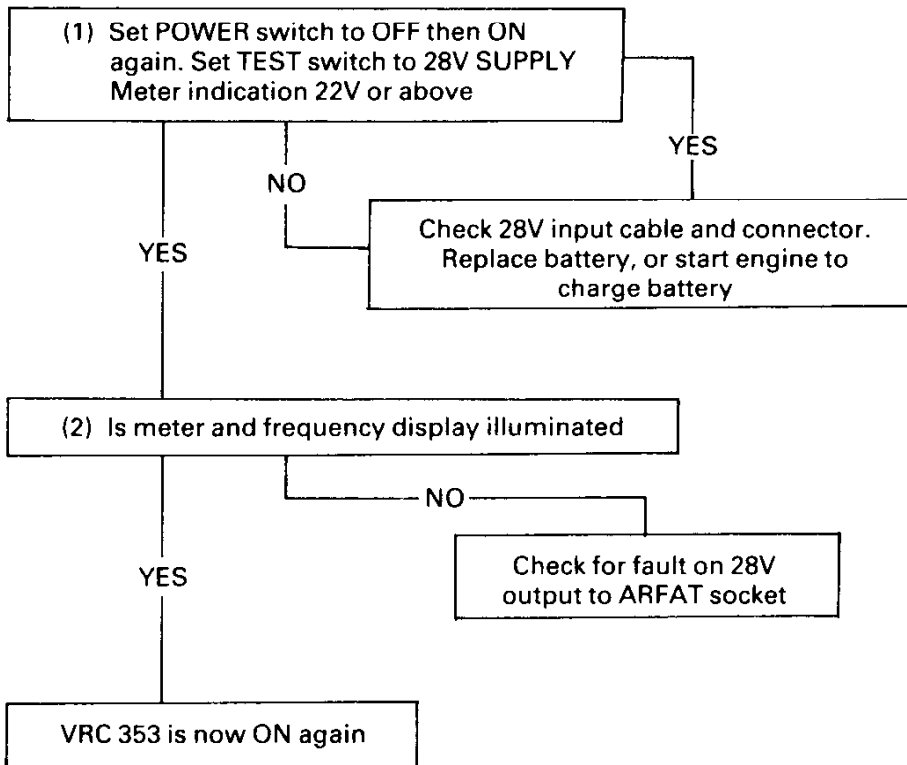 (1) Set POWER switch to OFF then ON
again. Set TEST switch to 28V SUPPLY
Meter indication 22V or above
YES
NO
YES
Check 28V input cable and connector.
Replace battery, or start engine to
charge battery
(2) Is meter and frequency display illuminated
NO
YES
Check for fault on 28V
output to ARFAT socket
VRC 353 is now ON again